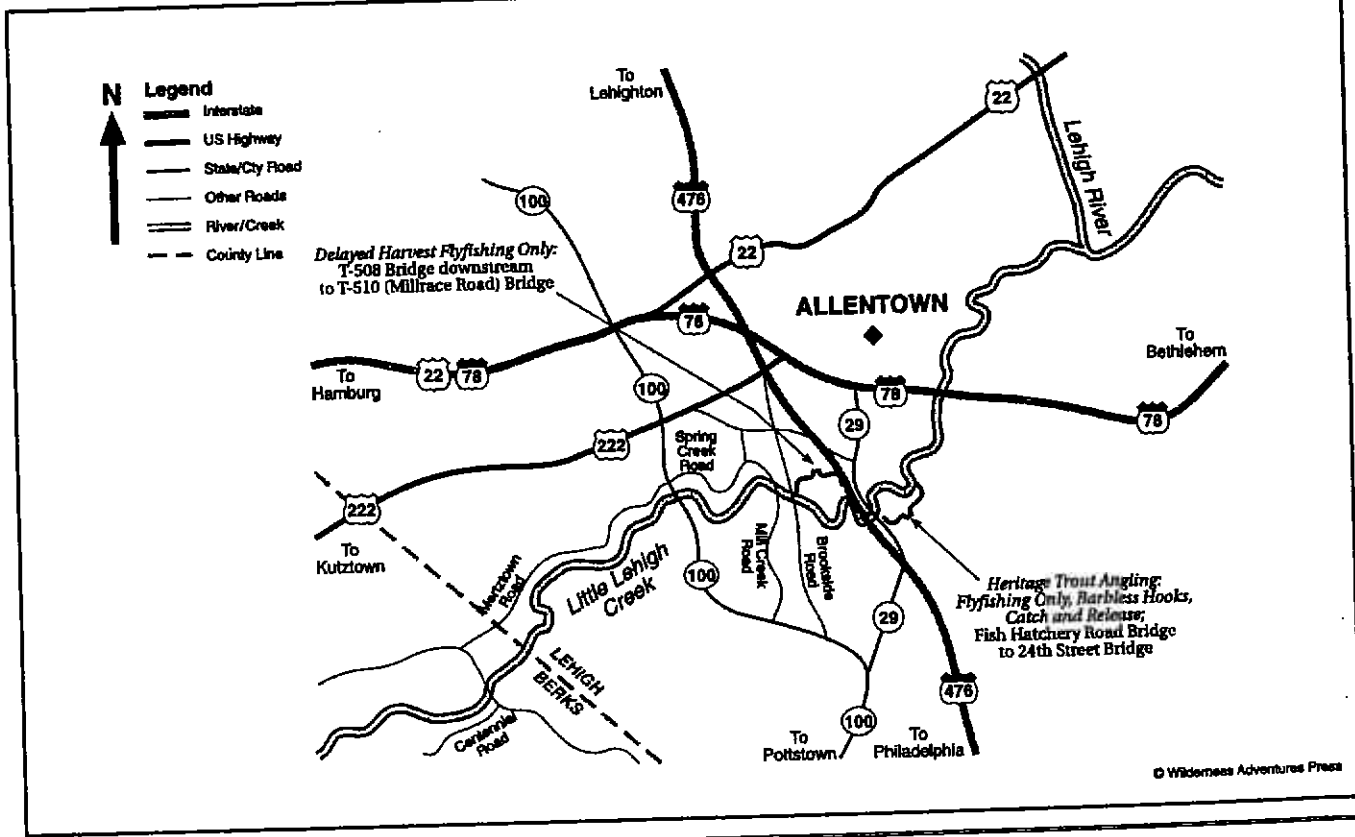 N
Legend
Interstate
US Highway
State/Cty Road
Other Roads
River/Creek
County Line
To
Lehighton
22
Lehigh River
100
476
Delayed Harvest Flyfishing Only:
T-508 Bridge downstream
to T-510 (Millrace Road) Bridge
22
ALLENTOWN
78
To
Hamburg
22
78
100
78
To
Bethlehem
78
29
222
Spring
Creek
Road
222
To
Kutztown
Mertztown
Road
Little Lehigh
Creek
100
Mill Creek
Road
Brookside
Road
29
Heritage Trout Angling:
Flyfishing Only, Barbless Hooks,
Catch and Release;
Fish Hatchery Road Bridge
to 24th Street Bridge
LEHIGH
BERKS
476
Centennial
Road
100
To
Pottstown
To
Philadelphia
© Wilderness Adventures Press